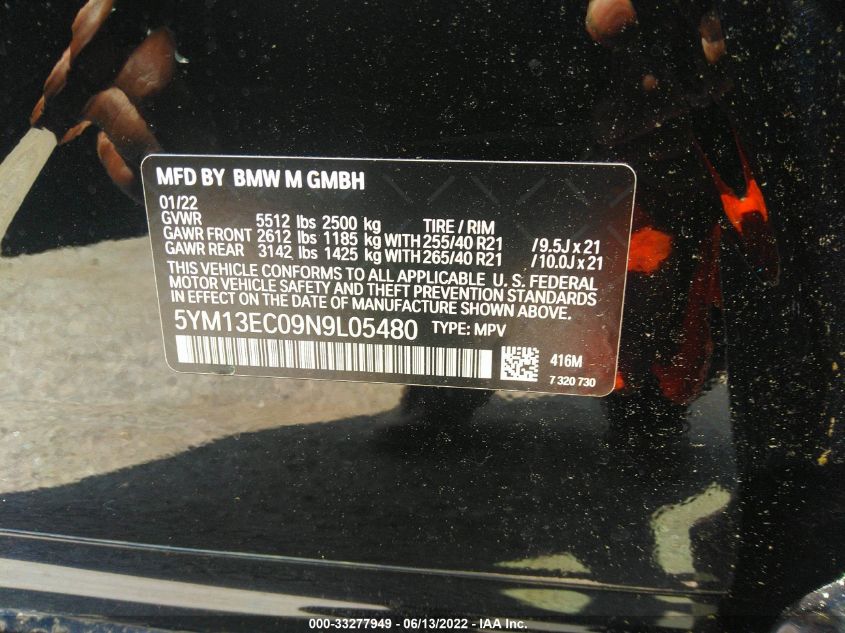 MFD BY BMW M GMBH
01/22
GVWR 5512 lbs 2500 kg TIRE / RIM
GAWR FRONT 2612 lbs 1185 kg WITH 255/40 R21 /9.5J x 21
GAWR REAR 3142 lbs 1425 kg WITH 265/40 R21 /10.0J x 21
THIS VEHICLE CONFORMS TO ALL APPLICABLE U. S. FEDERAL
MOTOR VEHICLE SAFETY AND THEFT PREVENTION STANDARDS
IN EFFECT ON THE DATE OF MANUFACTURE SHOWN ABOVE.
5YM13EC09N9L05480 TYPE: MPV
416M
7 320 730
000-33277949 - 06/13/2022 - IAA Inc.